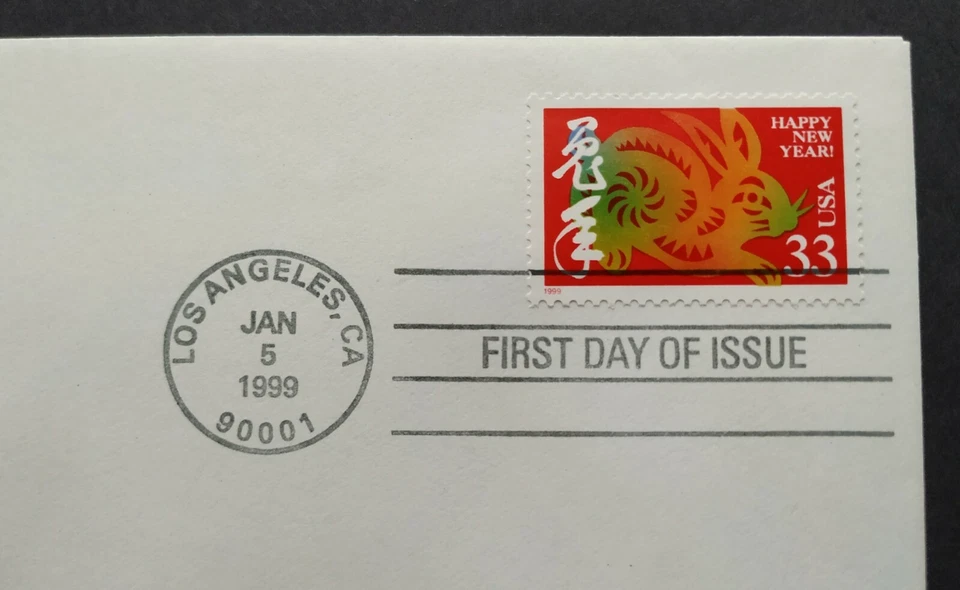 兔年
HAPPY
NEW
YEAR!
USA
33
1999
LOS ANGELES, CA
JAN
5
1999
90001
FIRST DAY OF ISSUE